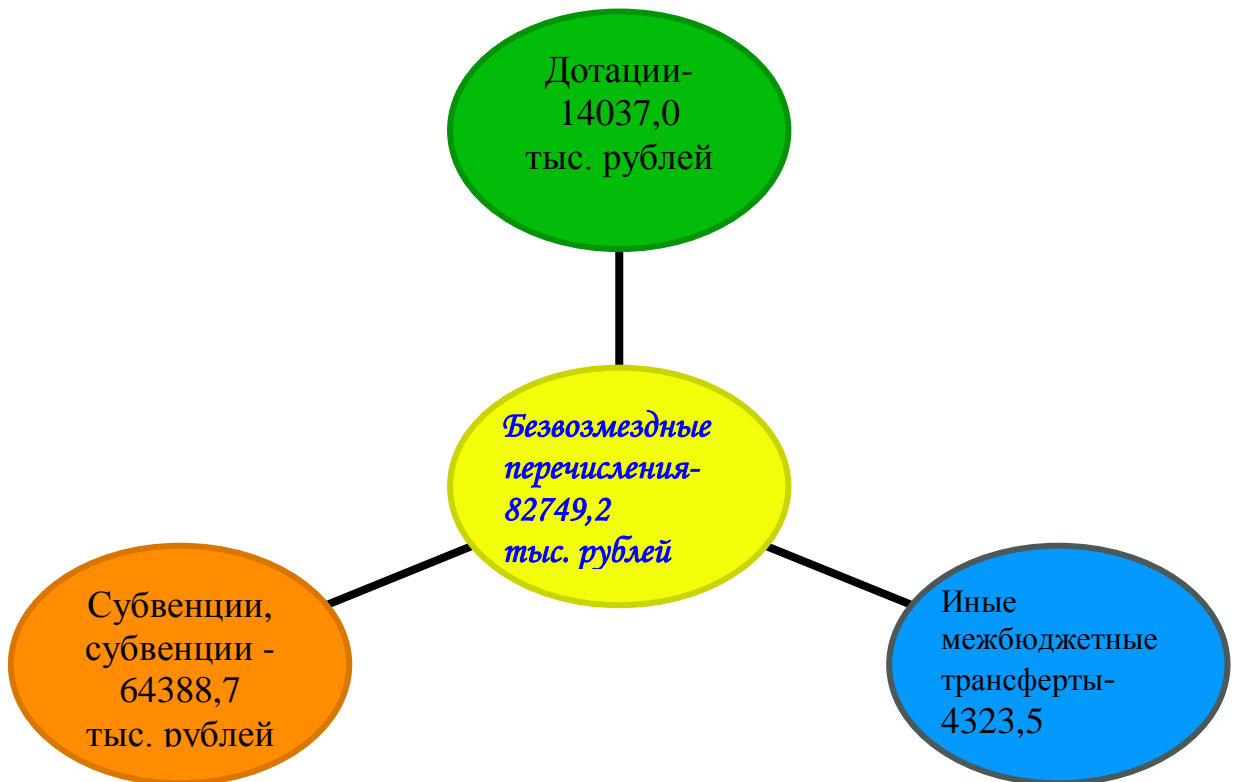 Дотации-
14037,0
тыс. рублей
Безвозмездные
перечисления-
82749,2
тыс. рублей
Субвенции,
субвенции -
64388,7
тыс. рублей
Иные
межбюджетные
трансферты-
4323,5